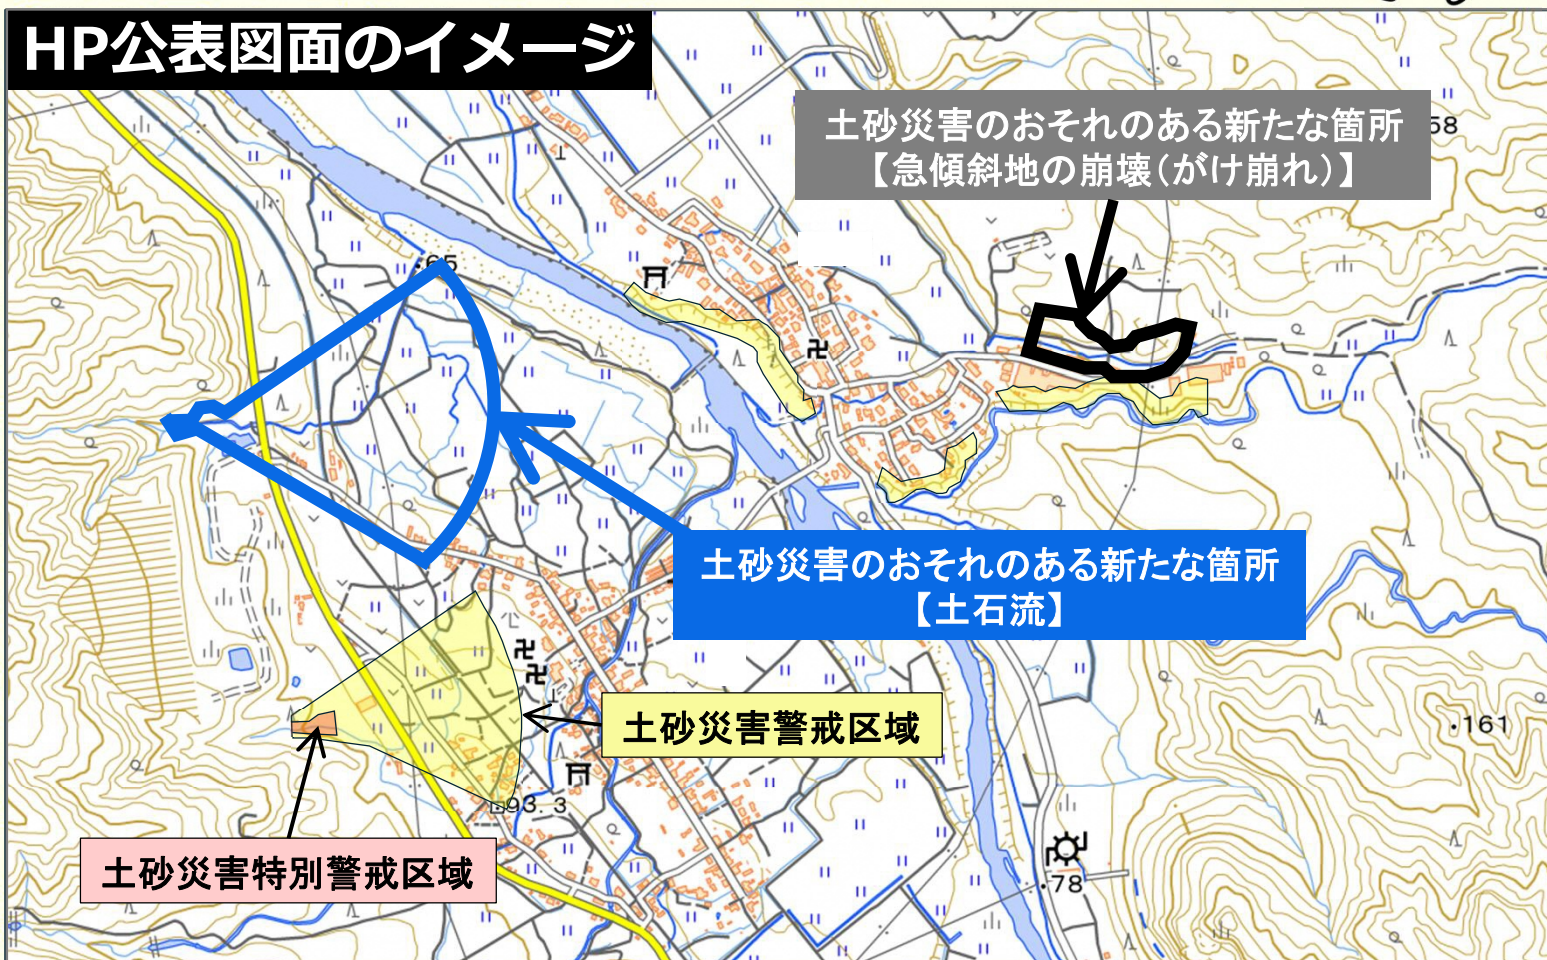 HP公表図面のイメージ
土砂災害のおそれのある新たな箇所
【急傾斜地の崩壊(がけ崩れ)】
58
65
土砂災害のおそれのある新たな箇所
【土石流】
土砂災害警戒区域
161
93.3
土砂災害特別警戒区域
78